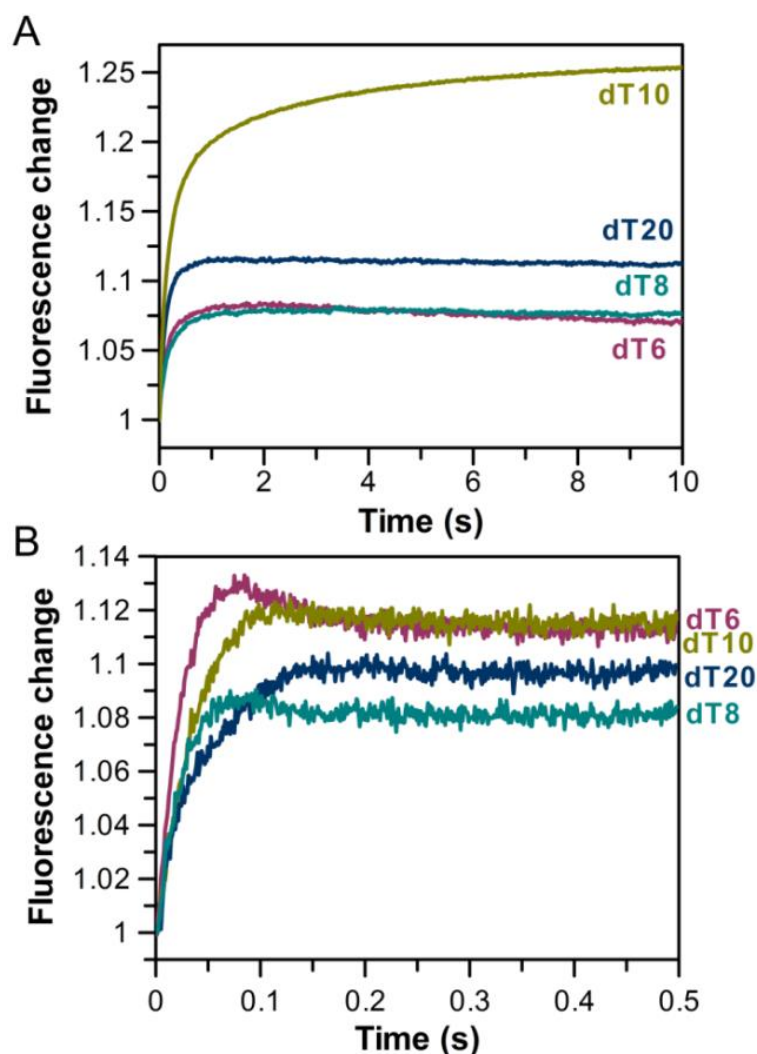 A
Fluorescence change
1.25
1.2
1.15
1.1
1.05
1
dT10
dT20
dT8
dT6
0
2
4
6
8
10
Time (s)
B
Fluorescence change
1.14
1.12
1.1
1.08
1.06
1.04
1.02
1
dT6
dT10
dT20
dT8
0
0.1
0.2
0.3
0.4
0.5
Time (s)